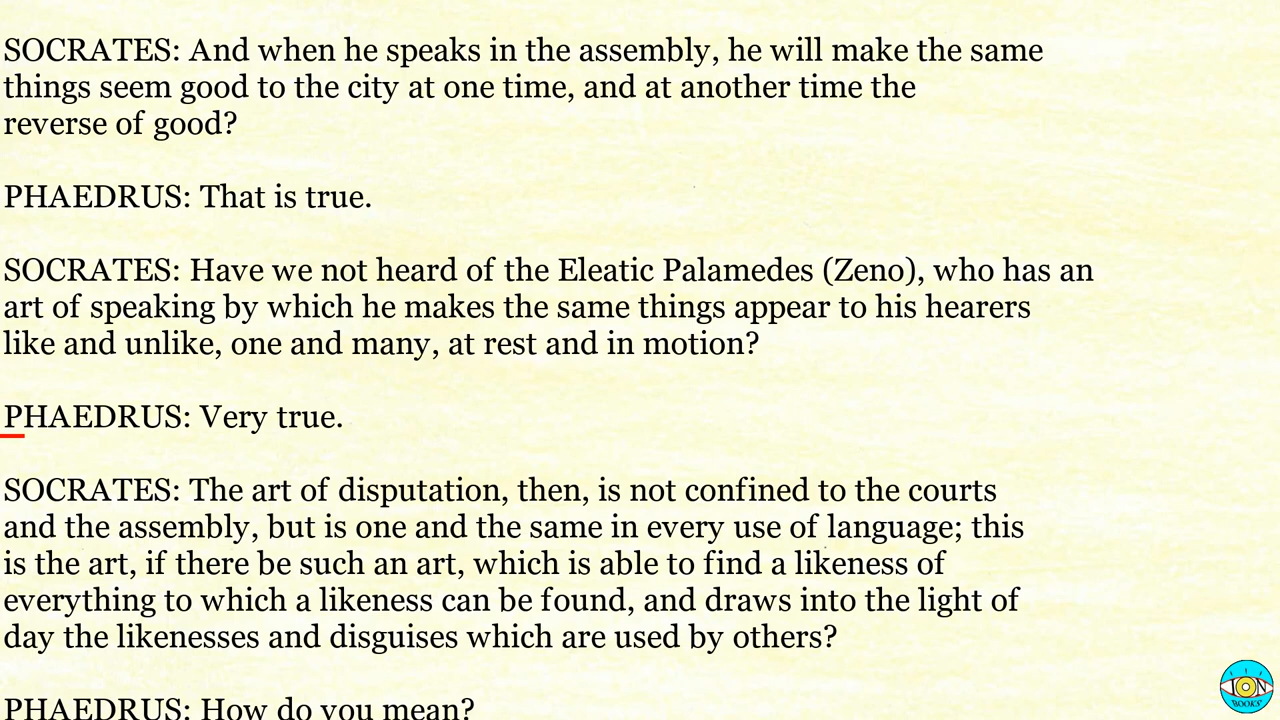 SOCRATES: And when he speaks in the assembly, he will make the same
things seem good to the city at one time, and at another time the
reverse of good?
PHAEDRUS: That is true.
SOCRATES: Have we not heard of the Eleatic Palamedes (Zeno), who has an
art of speaking by which he makes the same things appear to his hearers
like and unlike, one and many, at rest and in motion?
PHAEDRUS: Very true.
SOCRATES: The art of disputation, then, is not confined to the courts
and the assembly, but is one and the same in every use of language; this
is the art, if there be such an art, which is able to find a likeness of
everything to which a likeness can be found, and draws into the light of
day the likenesses and disguises which are used by others?
PHAEDRUS: How do you mean?
ION
BOOKS